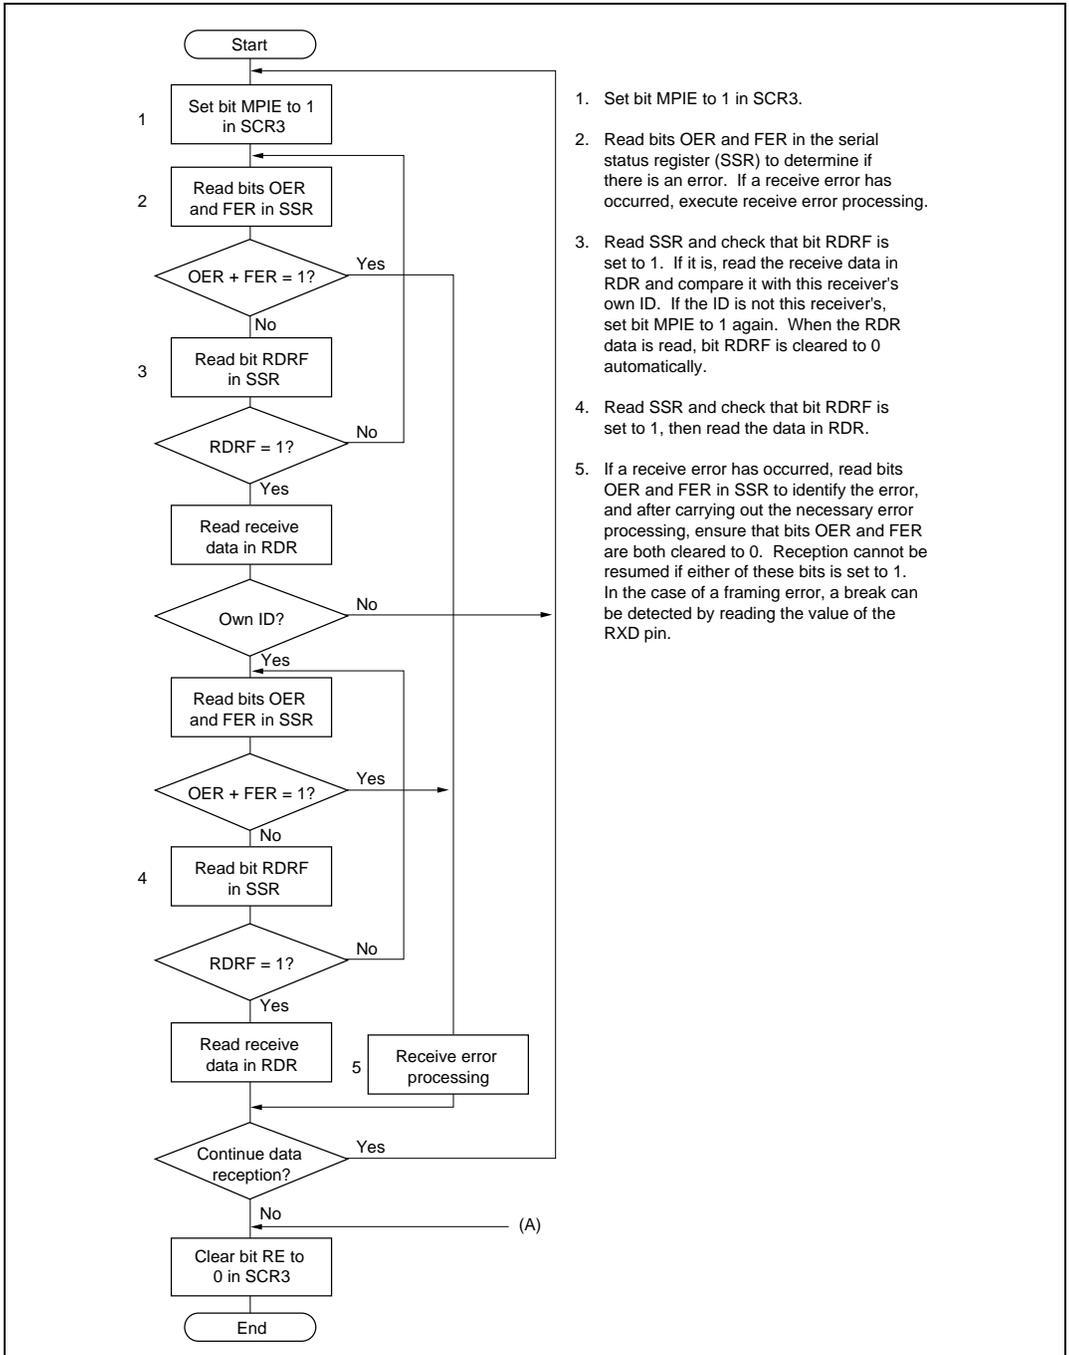 Start
1
Set bit MPIE to 1
in SCR3
2
Read bits OER
and FER in SSR
OER + FER = 1?
Yes
No
3
Read bit RDRF
in SSR
RDRF = 1?
No
Yes
Read receive
data in RDR
Own ID?
No
Yes
Read bits OER
and FER in SSR
OER + FER = 1?
Yes
No
4
Read bit RDRF
in SSR
RDRF = 1?
No
Yes
Read receive
data in RDR
5
Receive error
processing
Continue data
reception?
Yes
No
(A)
Clear bit RE to
0 in SCR3
End
1. Set bit MPIE to 1 in SCR3.
2. Read bits OER and FER in the serial
status register (SSR) to determine if
there is an error. If a receive error has
occurred, execute receive error processing.
3. Read SSR and check that bit RDRF is
set to 1. If it is, read the receive data in
RDR and compare it with this receiver's
own ID. If the ID is not this receiver's,
set bit MPIE to 1 again. When the RDR
data is read, bit RDRF is cleared to 0
automatically.
4. Read SSR and check that bit RDRF is
set to 1, then read the data in RDR.
5. If a receive error has occurred, read bits
OER and FER in SSR to identify the error,
and after carrying out the necessary error
processing, ensure that bits OER and FER
are both cleared to 0. Reception cannot be
resumed if either of these bits is set to 1.
In the case of a framing error, a break can
be detected by reading the value of the
RXD pin.